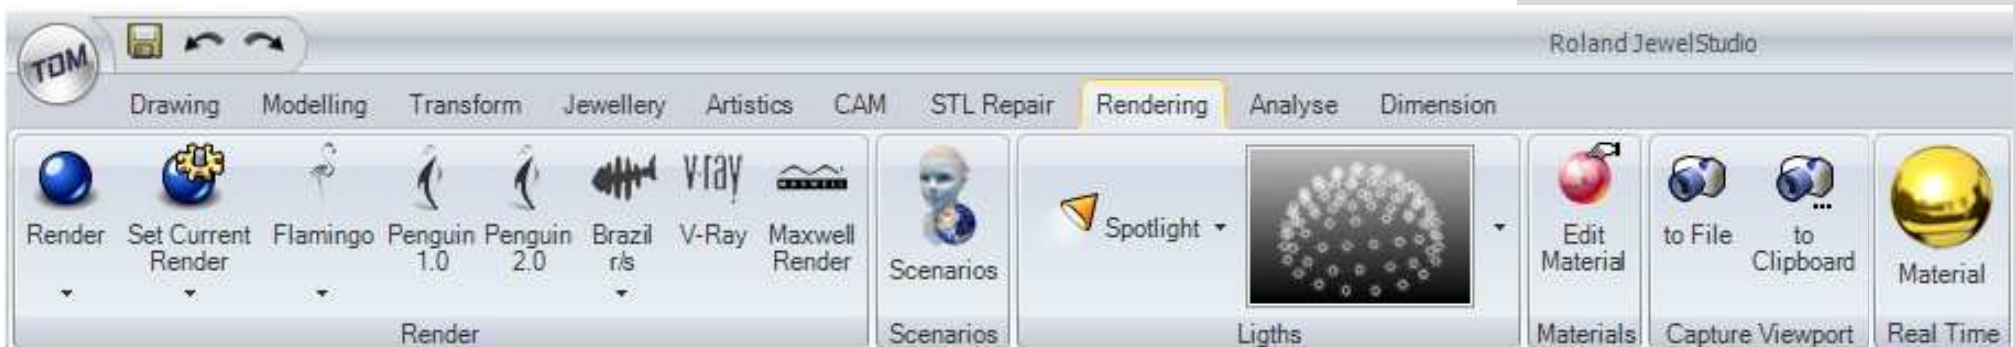 TDM
Roland JewelStudio
Drawing Modelling Transform Jewellery Artistics CAM STL Repair Rendering Analyse Dimension
Render
Set Current
Render
Flamingo
Penguin
1.0
Penguin
2.0
Brazil
r/s
V-Ray
V-Ray
MAXWELL
Maxwell
Render
Scenarios
Spotlight
Edit
Material
to File
to
Clipboard
Material
Render Scenarios Ligths Materials Capture Viewport Real Time